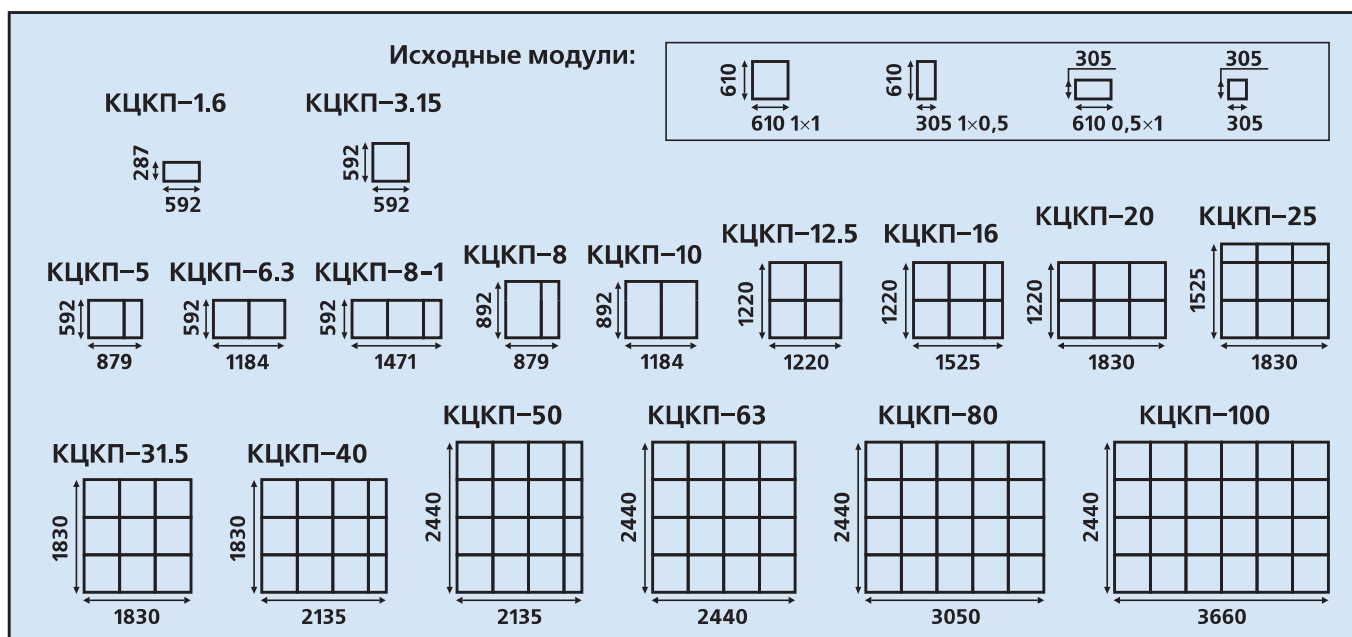 Исходные модули:
610
610 1×1
610
305 1×0,5
305
610 0,5×1
305
305
КЦКП–1.6
287
592
КЦКП–3.15
592
592
КЦКП–5
592
879
КЦКП–6.3
592
1184
КЦКП–8-1
592
1471
КЦКП–8
892
879
КЦКП–10
892
1184
КЦКП–12.5
1220
1220
КЦКП–16
1220
1525
КЦКП–20
1220
1830
КЦКП–25
1525
1830
КЦКП–31.5
1830
1830
КЦКП–40
1830
2135
КЦКП–50
2440
2135
КЦКП–63
2440
2440
КЦКП–80
2440
3050
КЦКП–100
2440
3660